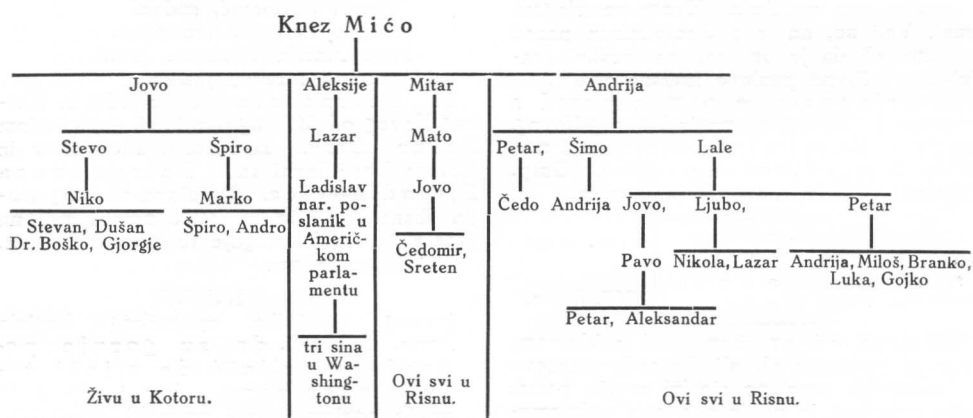 Knez Mićo
Jovo Aleksije Mitar Andrija
Stevo Špiro Lazar Mato Petar, Šimo Lale
Niko Marko Ladislav
nar. poslanik u
Američ-
kom
parla-
mentu
Jovo Čedo Andrija Jovo, Ljubo, Petar
Stevan, Dušan
Dr. Boško, Gjorgje
Špiro, Andro
Čedomir,
Sreten
Pavo Nikola, Lazar Andrija, Miloš, Branko,
Luka, Gojko
Petar, Aleksandar
tri sina
u Wa-
shing-
tonu
Živu u Kotoru.
Ovi svi u
Risnu.
Ovi svi u Risnu.